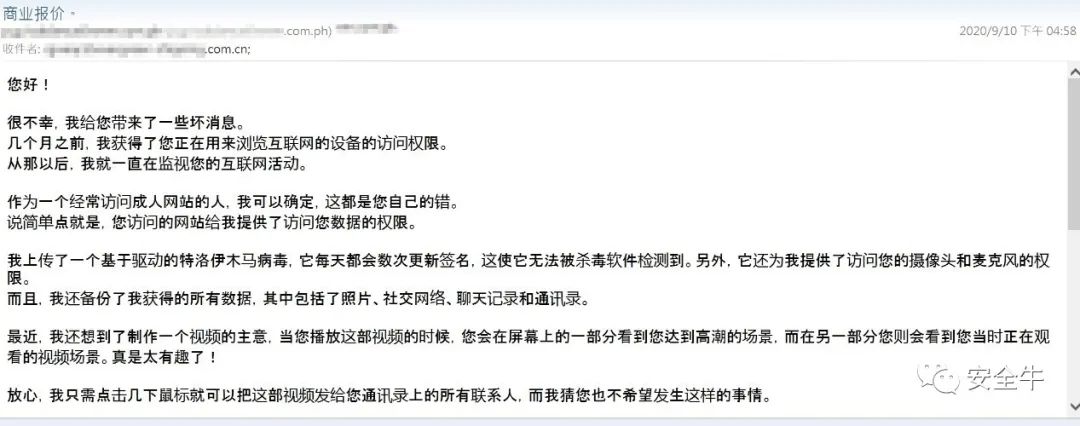 商业报价
.com.ph)
2020/9/10 下午 04:58
收件者: .com.cn;
您好！
很不幸, 我给您带来了一些坏消息。
几个月之前, 我获得了您正在用来浏览互联网的设备的访问权限。
从那以后, 我就一直在监视您的互联网活动。
作为一个经常访问成人网站的人, 我可以确定, 这都是您自己的错。
说简单点就是, 您访问的网站给我提供了访问您数据的权限。
我上传了一个基于驱动的特洛伊木马病毒, 它每天都会数次更新签名, 这使它无法被杀毒软件检测到。另外, 它还为我提供了访问您的摄像头和麦克风的权
限。
而且, 我还备份了我获得的所有数据, 其中包括了照片、社交网络、聊天记录和通讯录。
最近, 我还想到了制作一个视频的主意, 当您播放这部视频的时候, 您会在屏幕上的一部分看到您达到高潮的场景, 而在另一部分您则会看到您当时正在观
看的视频场景。真是太有趣了！
放心, 我只需点击几下鼠标就可以把这部视频发给您通讯录上的所有联系人, 而我猜您也不希望发生这样的事情。
安全牛